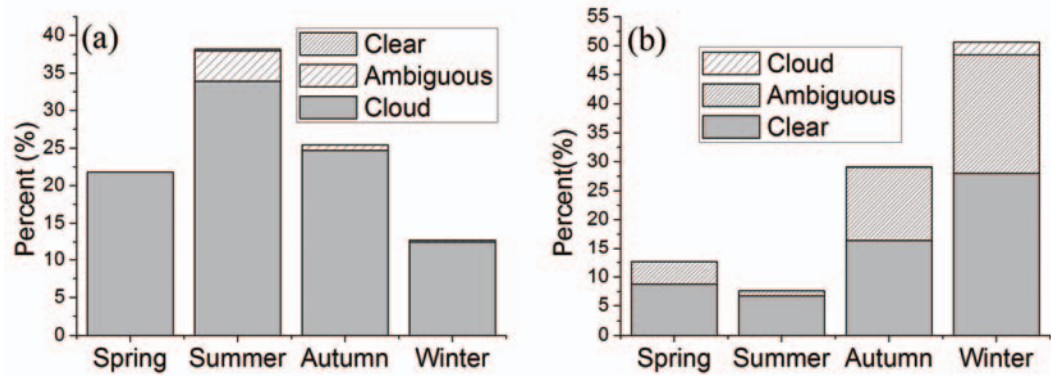 (a)
Clear
Ambiguous
Cloud
Percent (%)
40
35
30
25
20
15
10
5
0
Spring Summer Autumn Winter
(b)
Cloud
Ambiguous
Clear
Percent(%)
55
50
45
40
35
30
25
20
15
10
5
0
Spring Summer Autumn Winter